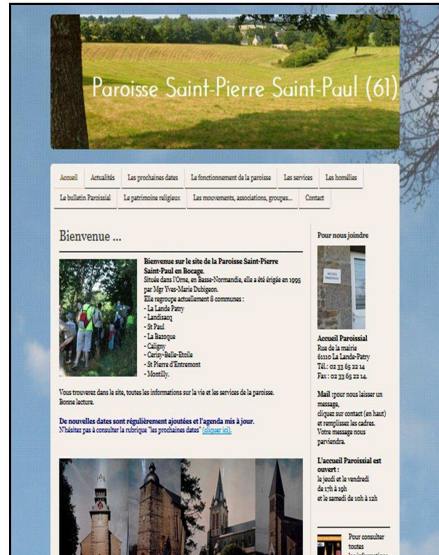 Paroisse Saint-Pierre Saint-Paul (61)
Accueil Actualités Les prochaines dates Le fonctionnement de la paroisse Les services Les homélies
Le bulletin Paroissial Le patrimoine religieux Les mouvements, associations, groupes... Contact
Bienvenue ...
Bienvenue sur le site de la Paroisse Saint-Pierre
Saint-Paul en Bocage.
Située dans l'Orne, en Basse-Normandie, elle a été érigée en 1995
par Mgr Yves-Marie Dubigeon.
Elle regroupe actuellement 8 communes :
- La Lande Patry
- Landisacq
- St Paul
- La Bazoque
- Caligny
- Cerisy-Belle-Etoile
- St Pierre d'Entremont
- Montilly.
Vous trouverez dans le site, toutes les informations sur la vie et les services de la paroisse.
Bonne lecture.
De nouvelles dates sont régulièrement ajoutées et l'agenda mis à jour.
N'hésitez pas à consulter la rubrique "les prochaines dates" (cliquer ici).
Pour nous joindre
Accueil Paroissial
Rue de la mairie
61110 La Lande-Patry
Tél. : 02 33 65 22 14
Fax : 02 33 65 22 14.
Mail :pour nous laisser un
message,
cliquez sur contact (en haut)
et remplissez les cadres.
Votre message nous
parviendra.
L'accueil Paroissial est
ouvert :
le jeudi et le vendredi
de 17h à 19h
et le samedi de 10h à 12h
Pour consulter
toutes